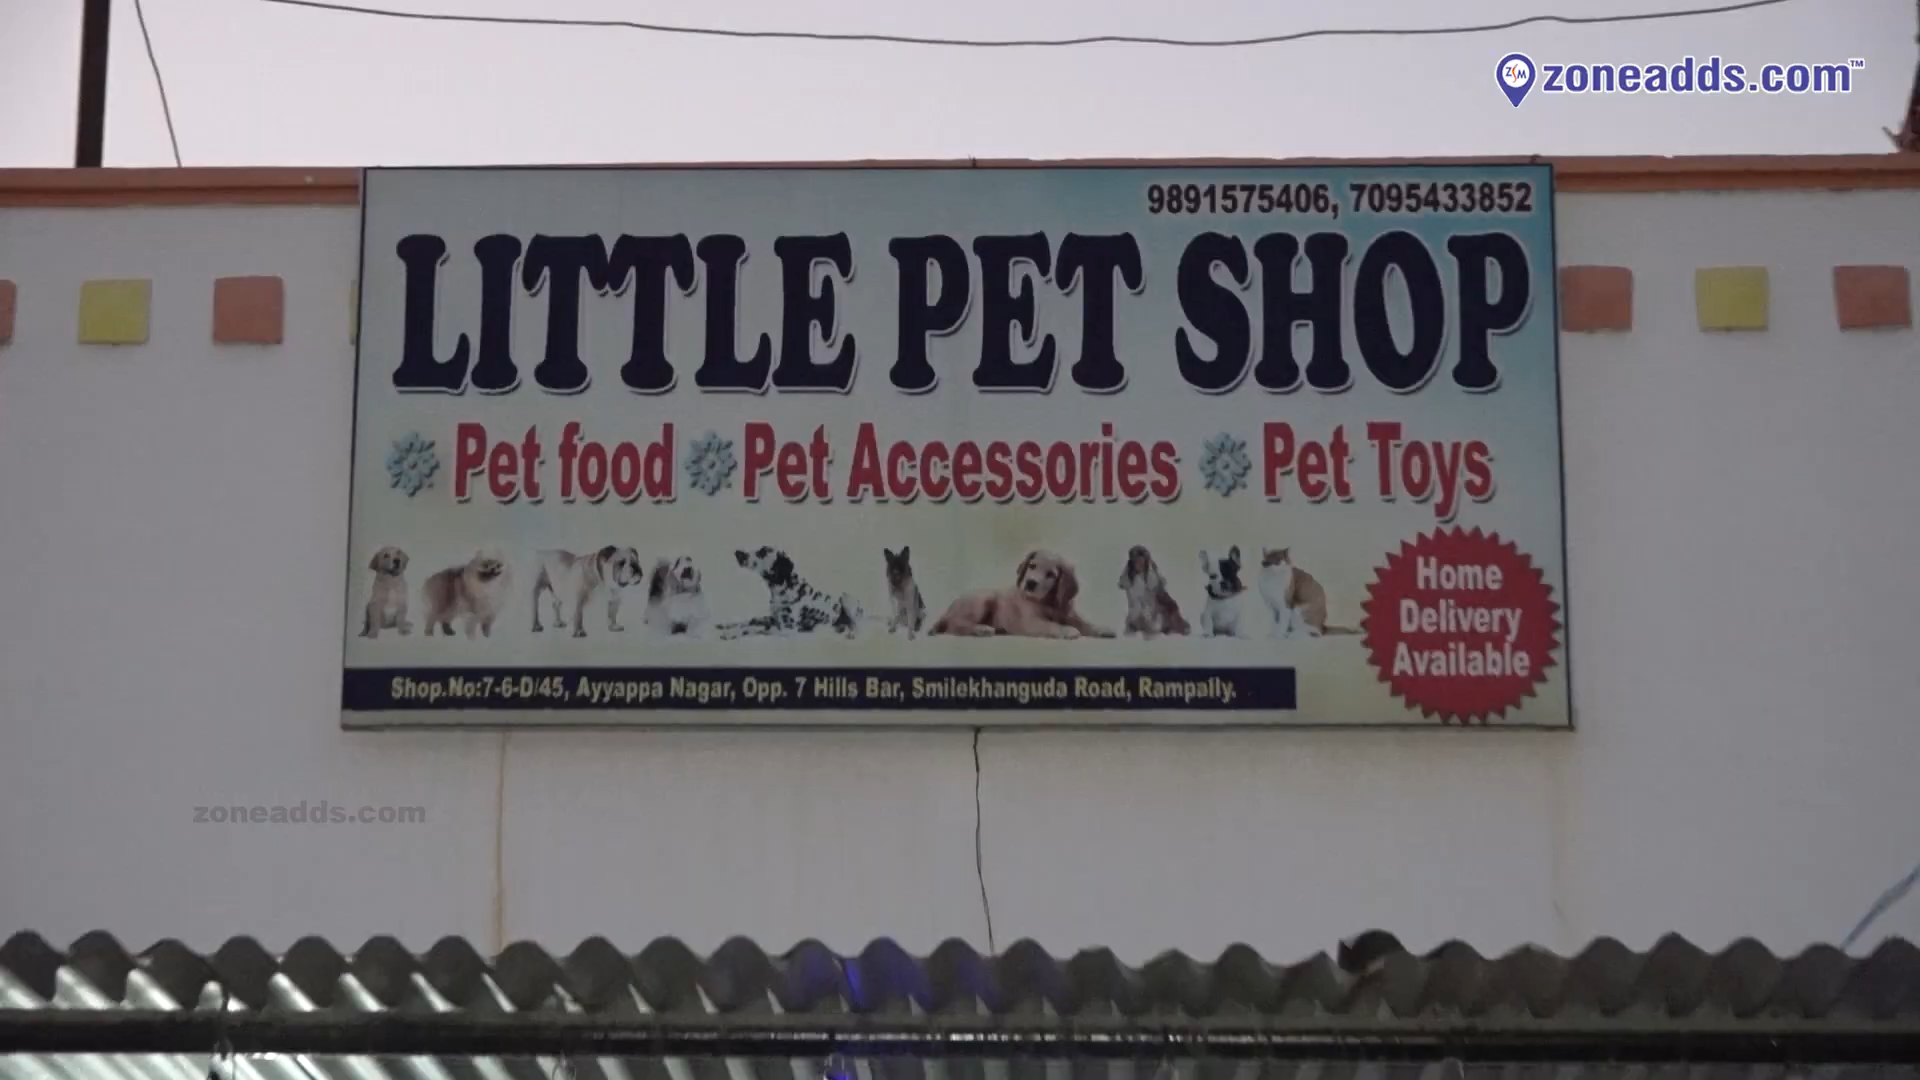 ZSM zoneadds.com™
9891575406, 7095433852
LITTLE PET SHOP
Pet food Pet Accessories Pet Toys
Home
Delivery
Available
Shop.No:7-6-D/45, Ayyappa Nagar, Opp. 7 Hills Bar, Smilekhanguda Road, Rampally.
zoneadds.com